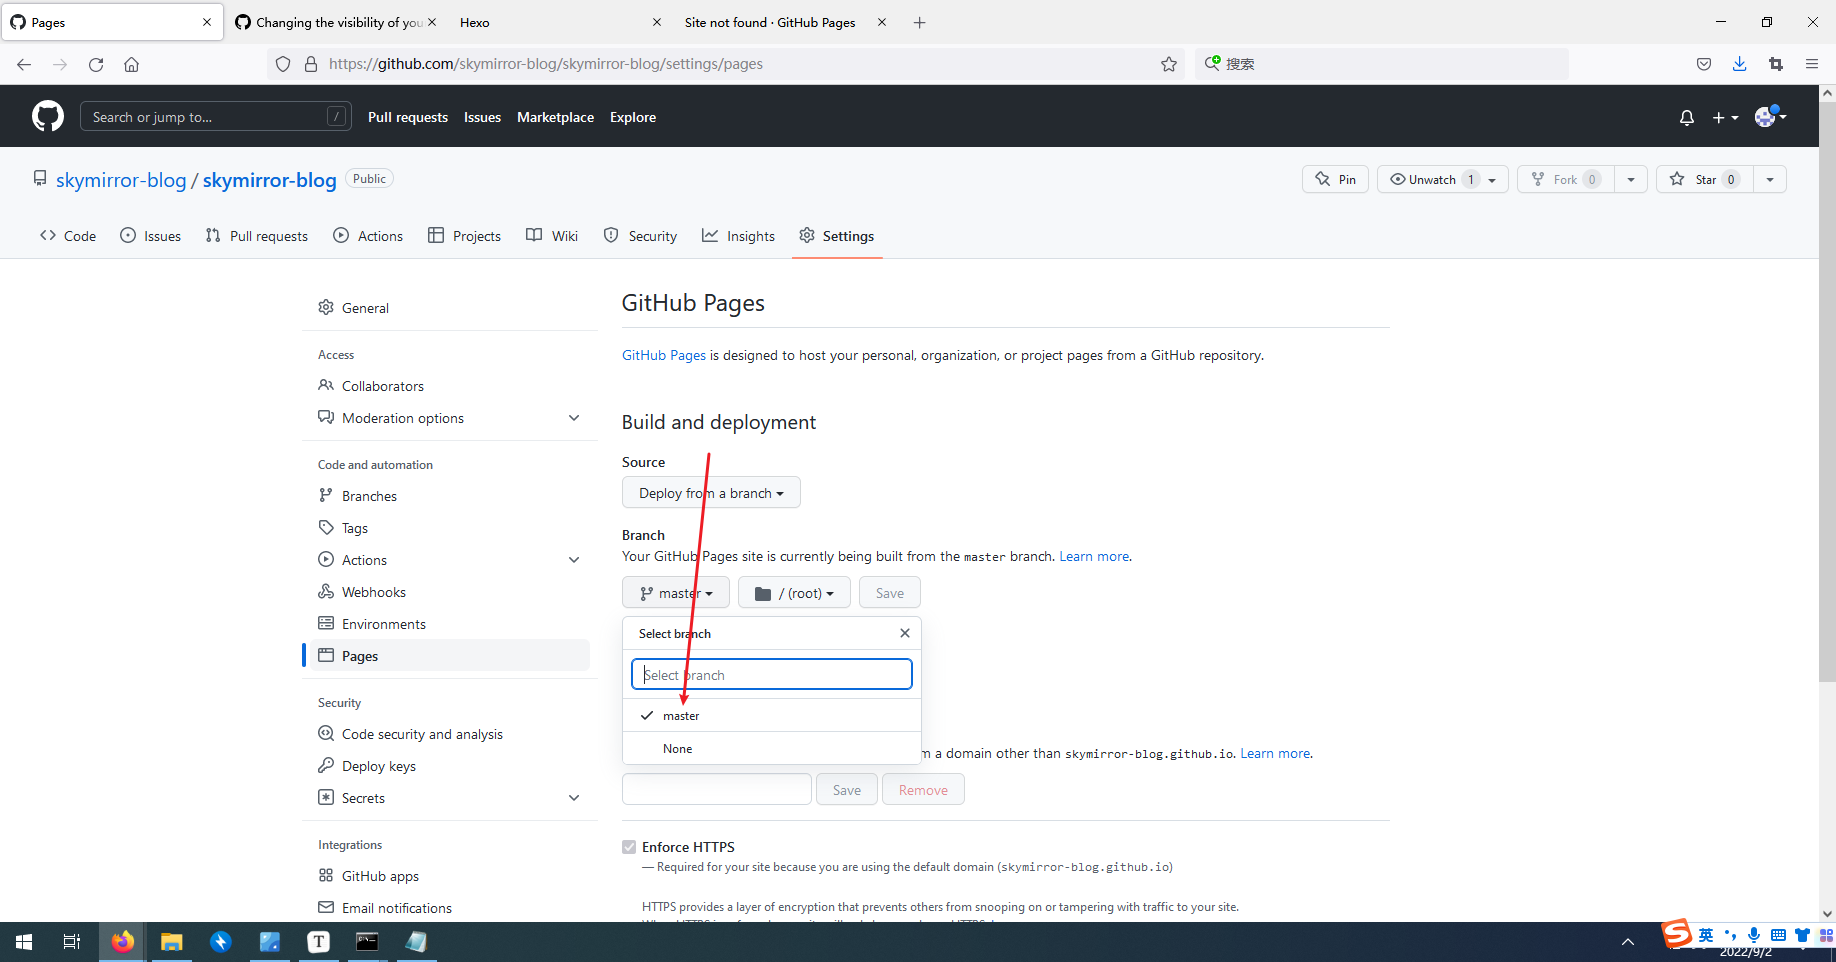 Pages
Changing the visibility of you
Hexo
Site not found · GitHub Pages
https://github.com/skymirror-blog/skymirror-blog/settings/pages
搜索
Search or jump to...
/
Pull requests
Issues
Marketplace
Explore
skymirror-blog / skymirror-blog
Public
Pin
Unwatch 1
Fork 0
Star 0
Code
Issues
Pull requests
Actions
Projects
Wiki
Security
Insights
Settings
General
Access
Collaborators
Moderation options
Code and automation
Branches
Tags
Actions
Webhooks
Environments
Pages
Security
Code security and analysis
Deploy keys
Secrets
Integrations
GitHub apps
Email notifications
GitHub Pages
GitHub Pages is designed to host your personal, organization, or project pages from a GitHub repository.
Build and deployment
Source
Deploy from a branch
Branch
Your GitHub Pages site is currently being built from the master branch. Learn more.
master
/ (root)
Save
Select branch
Select branch
master
None
m a domain other than skymirror-blog.github.io. Learn more.
Save
Remove
Enforce HTTPS
— Required for your site because you are using the default domain (skymirror-blog.github.io)
HTTPS provides a layer of encryption that prevents others from snooping on or tampering with traffic to your site.
T
S
英
2022/9/2